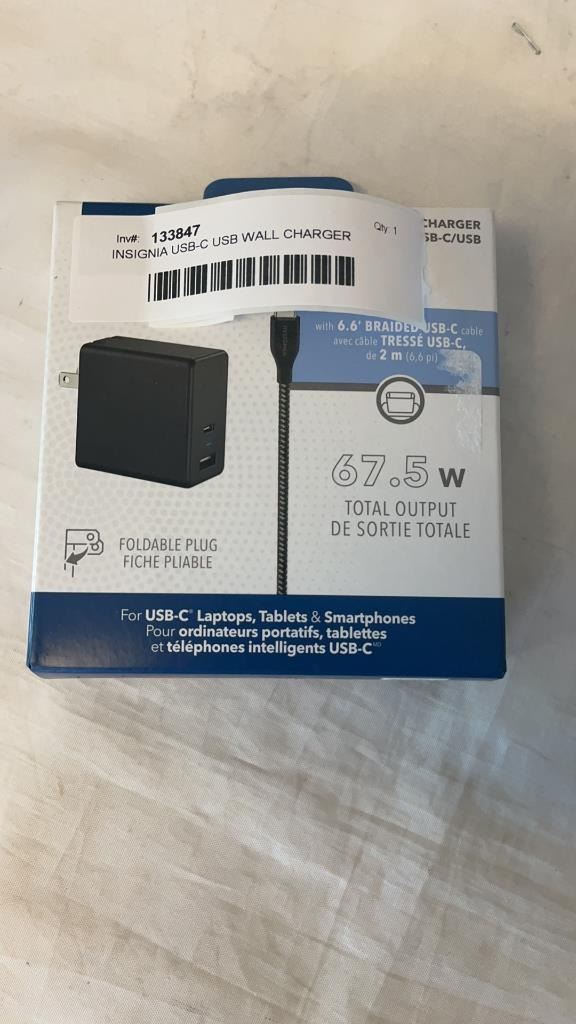 Inv#: 133847
Qty: 1
INSIGNIA USB-C USB WALL CHARGER
CHARGER
SB-C/USB
with 6.6' BRAIDED USB-C cable
avec câble TRESSÉ USB-C,
de 2 m (6,6 pi)
67.5 W
TOTAL OUTPUT
DE SORTIE TOTALE
FOLDABLE PLUG
FICHE PLIABLE
For USB-C® Laptops, Tablets & Smartphones
Pour ordinateurs portatifs, tablettes
et téléphones intelligents USB-C MD